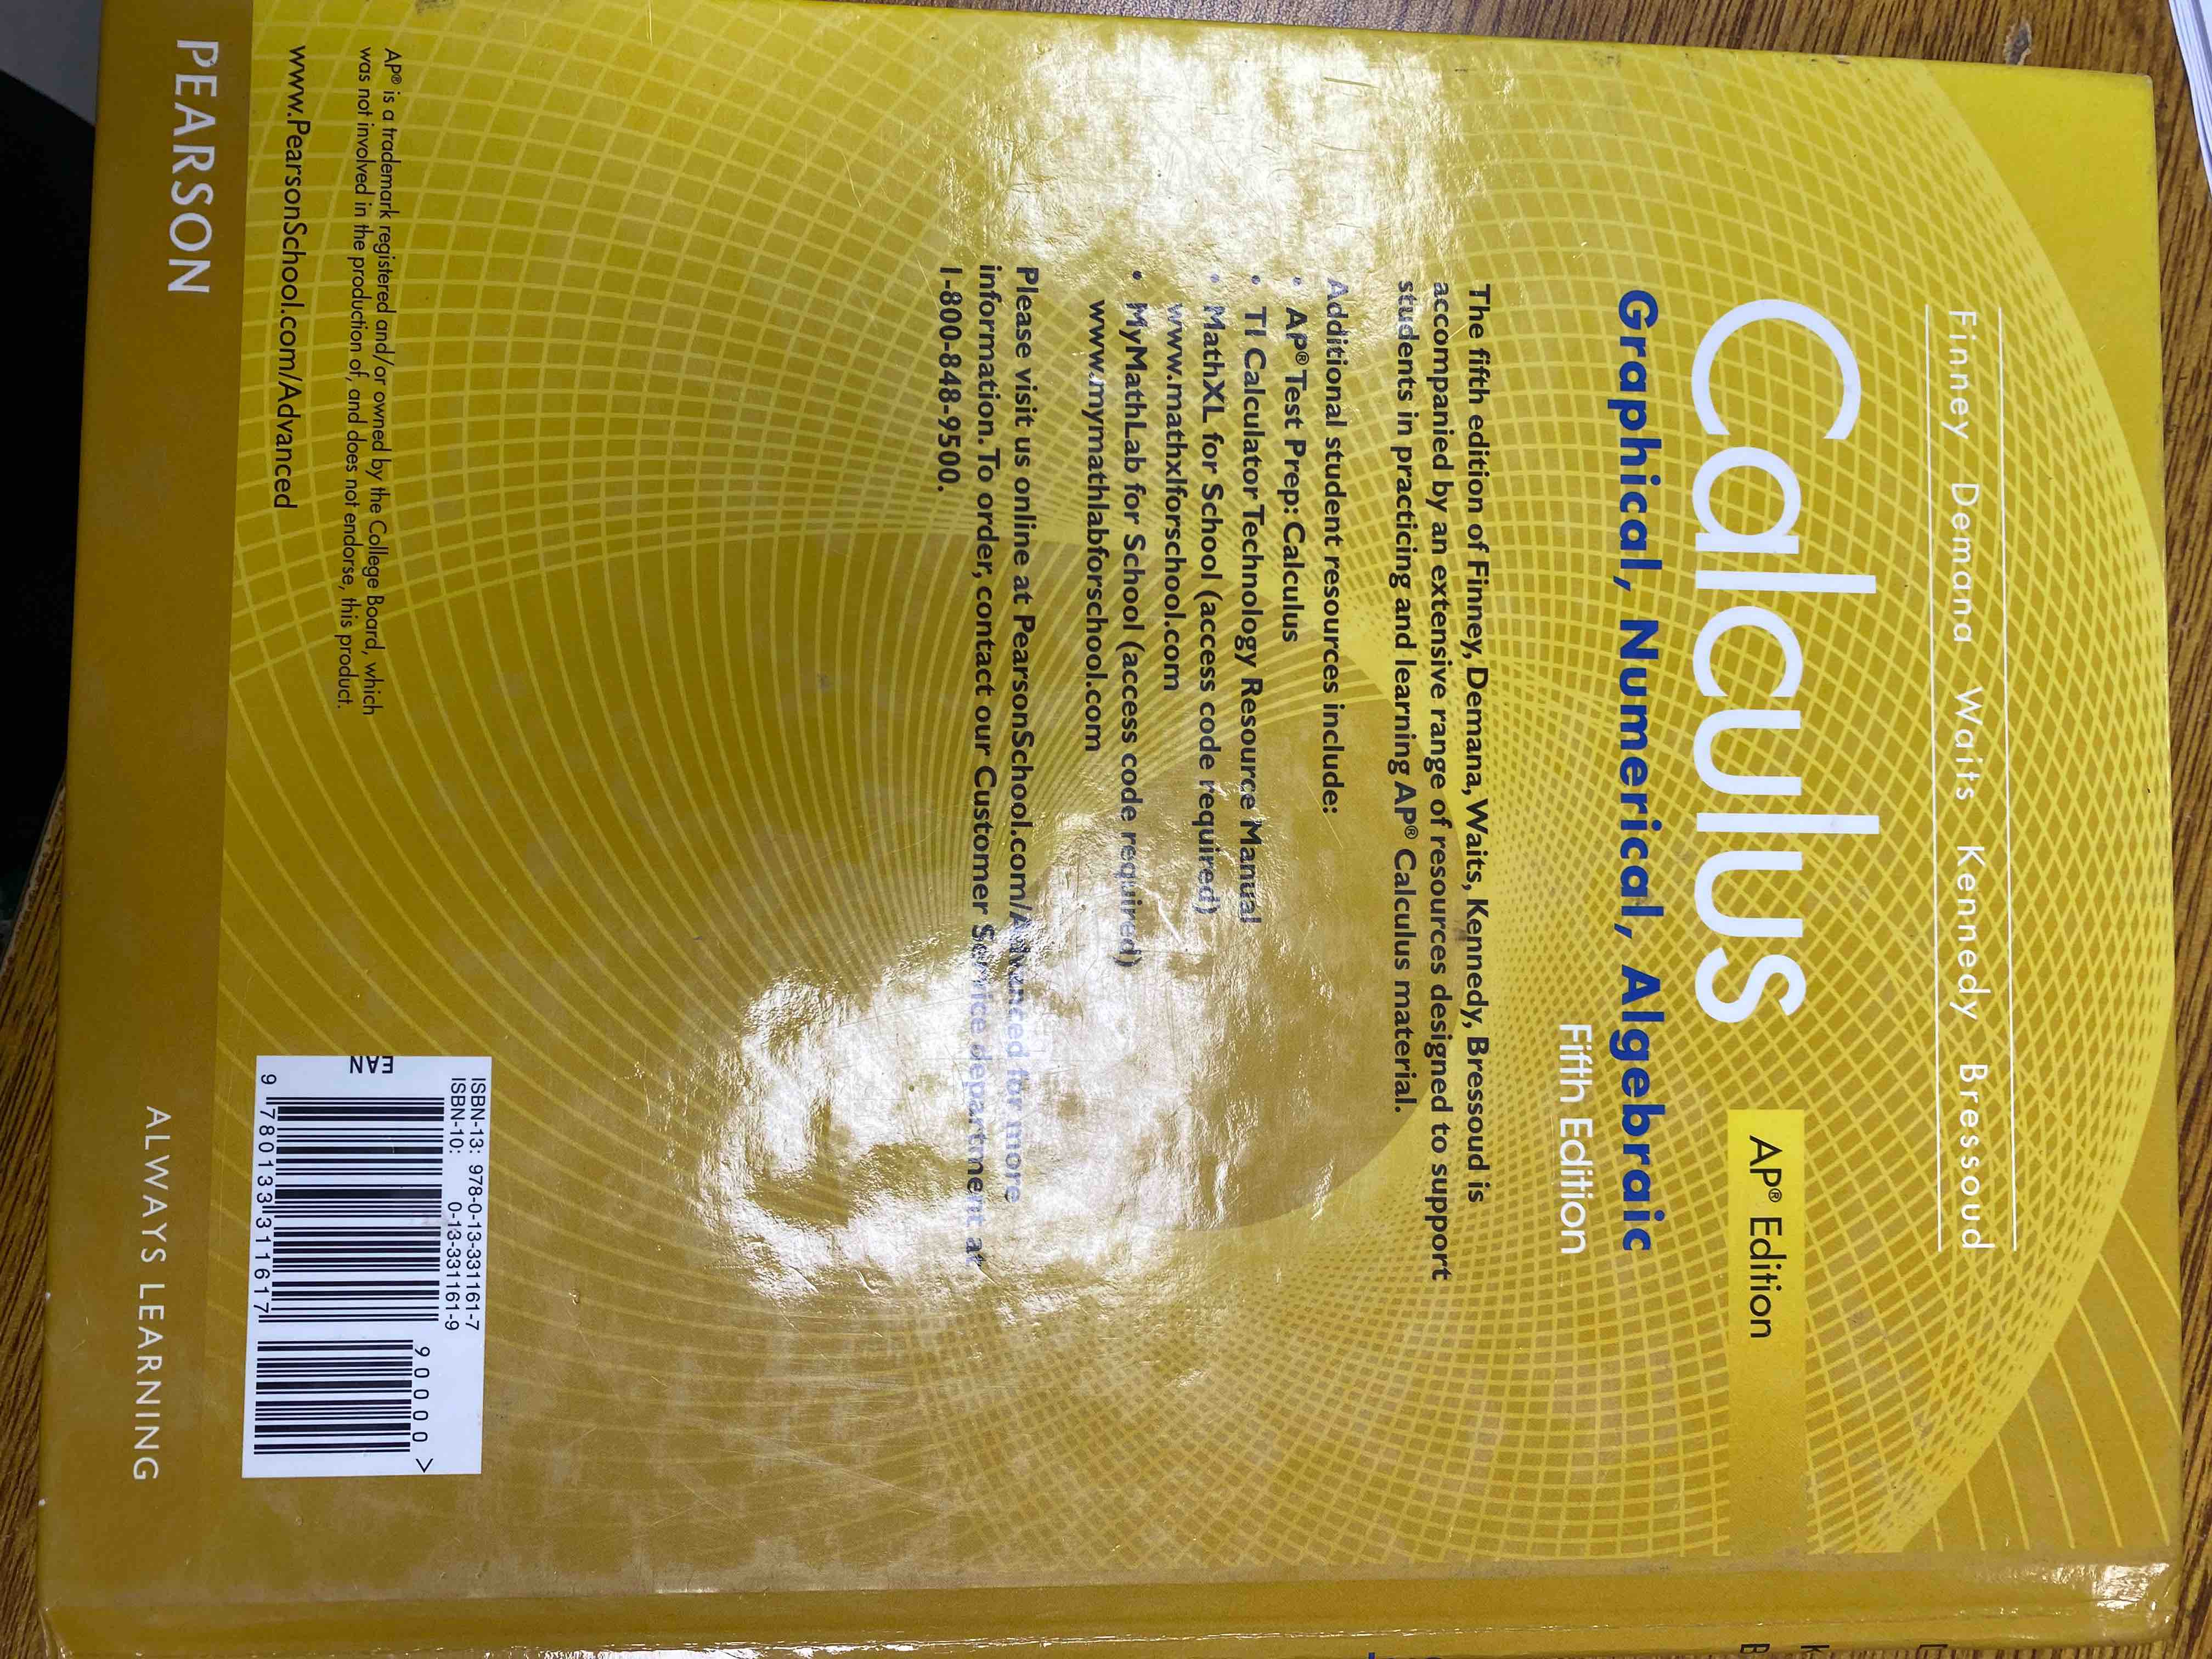 Finney Demana Waits Kennedy Bressoud
Calculus
AP® Edition
Graphical, Numerical, Algebraic
Fifth Edition
The fifth edition of Finney, Demana, Waits, Kennedy, Bressoud is
accompanied by an extensive range of resources designed to support
students in practicing and learning AP® Calculus material.
Additional student resources include:
• AP® Test Prep: Calculus
• TI Calculator Technology Resource Manual
• MathXL for School (access code required)
www.mathxlforschool.com
• MyMathLab for School (access code required)
www.mymathlabforschool.com
Please visit us online at PearsonSchool.com/Advanced for more
information. To order, contact our Customer Service department at
1-800-848-9500.
AP® is a trademark registered and/or owned by the College Board, which
was not involved in the production of, and does not endorse, this product.
www.PearsonSchool.com/Advanced
ISBN-13: 978-0-13-331161-7
ISBN-10: 0-13-331161-9
90000>
EAN
9 780133 311617
PEARSON
ALWAYS LEARNING